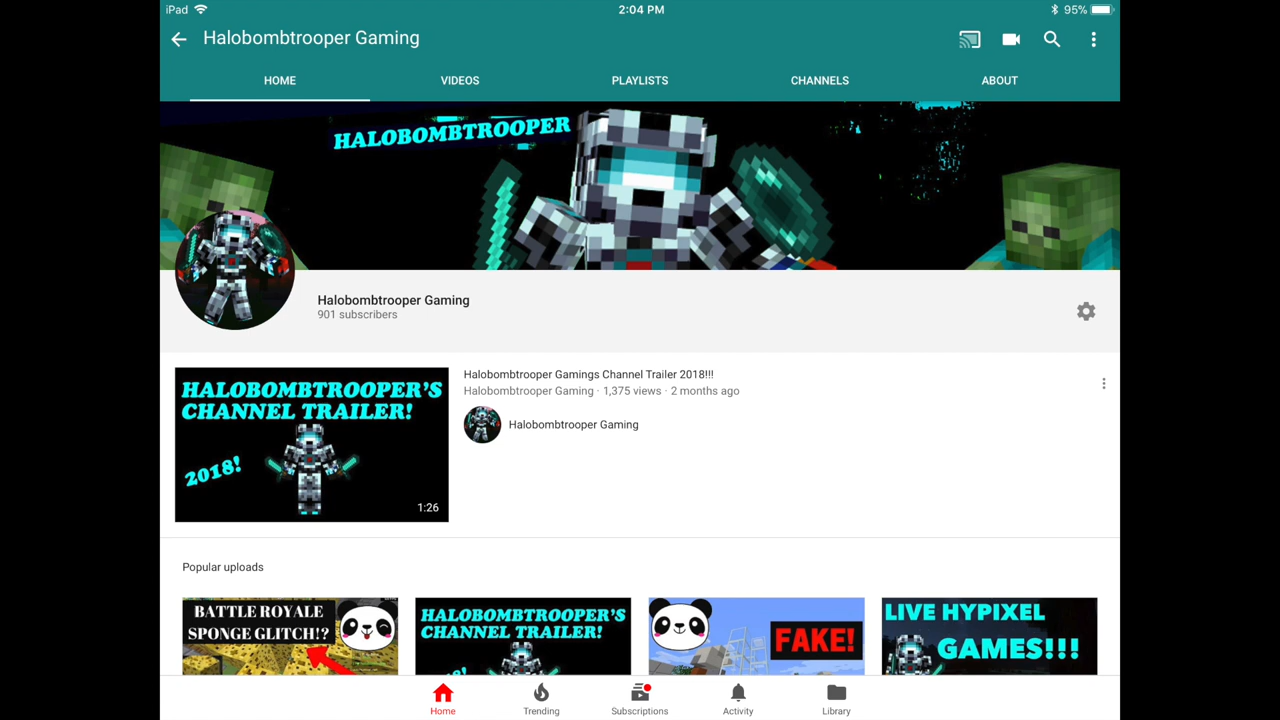 iPad 2:04 PM 95%
Halobombtrooper Gaming
HOME VIDEOS PLAYLISTS CHANNELS ABOUT
HALOBOMBTROOPER
Halobombtrooper Gaming
901 subscribers
HALOBOMBTROOPER'S
CHANNEL TRAILER!
2018!
1:26
Halobombtrooper Gamings Channel Trailer 2018!!!
Halobombtrooper Gaming · 1,375 views · 2 months ago
Halobombtrooper Gaming
Popular uploads
BATTLE ROYALE
SPONGE GLITCH!?
HALOBOMBTROOPER'S
CHANNEL TRAILER!
FAKE!
LIVE HYPIXEL
GAMES!!!
Home Trending Subscriptions Activity Library